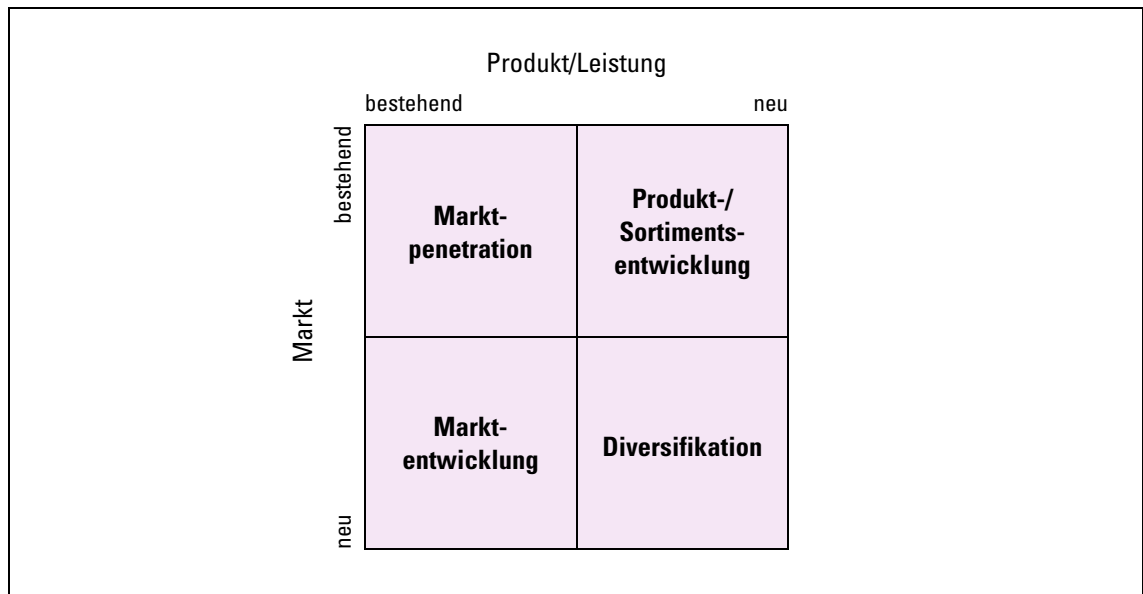 Produkt/Leistung
bestehend
neu
bestehend
Markt-
penetration
Produkt-/
Sortiments-
entwicklung
Markt
Markt-
entwicklung
Diversifikation
neu